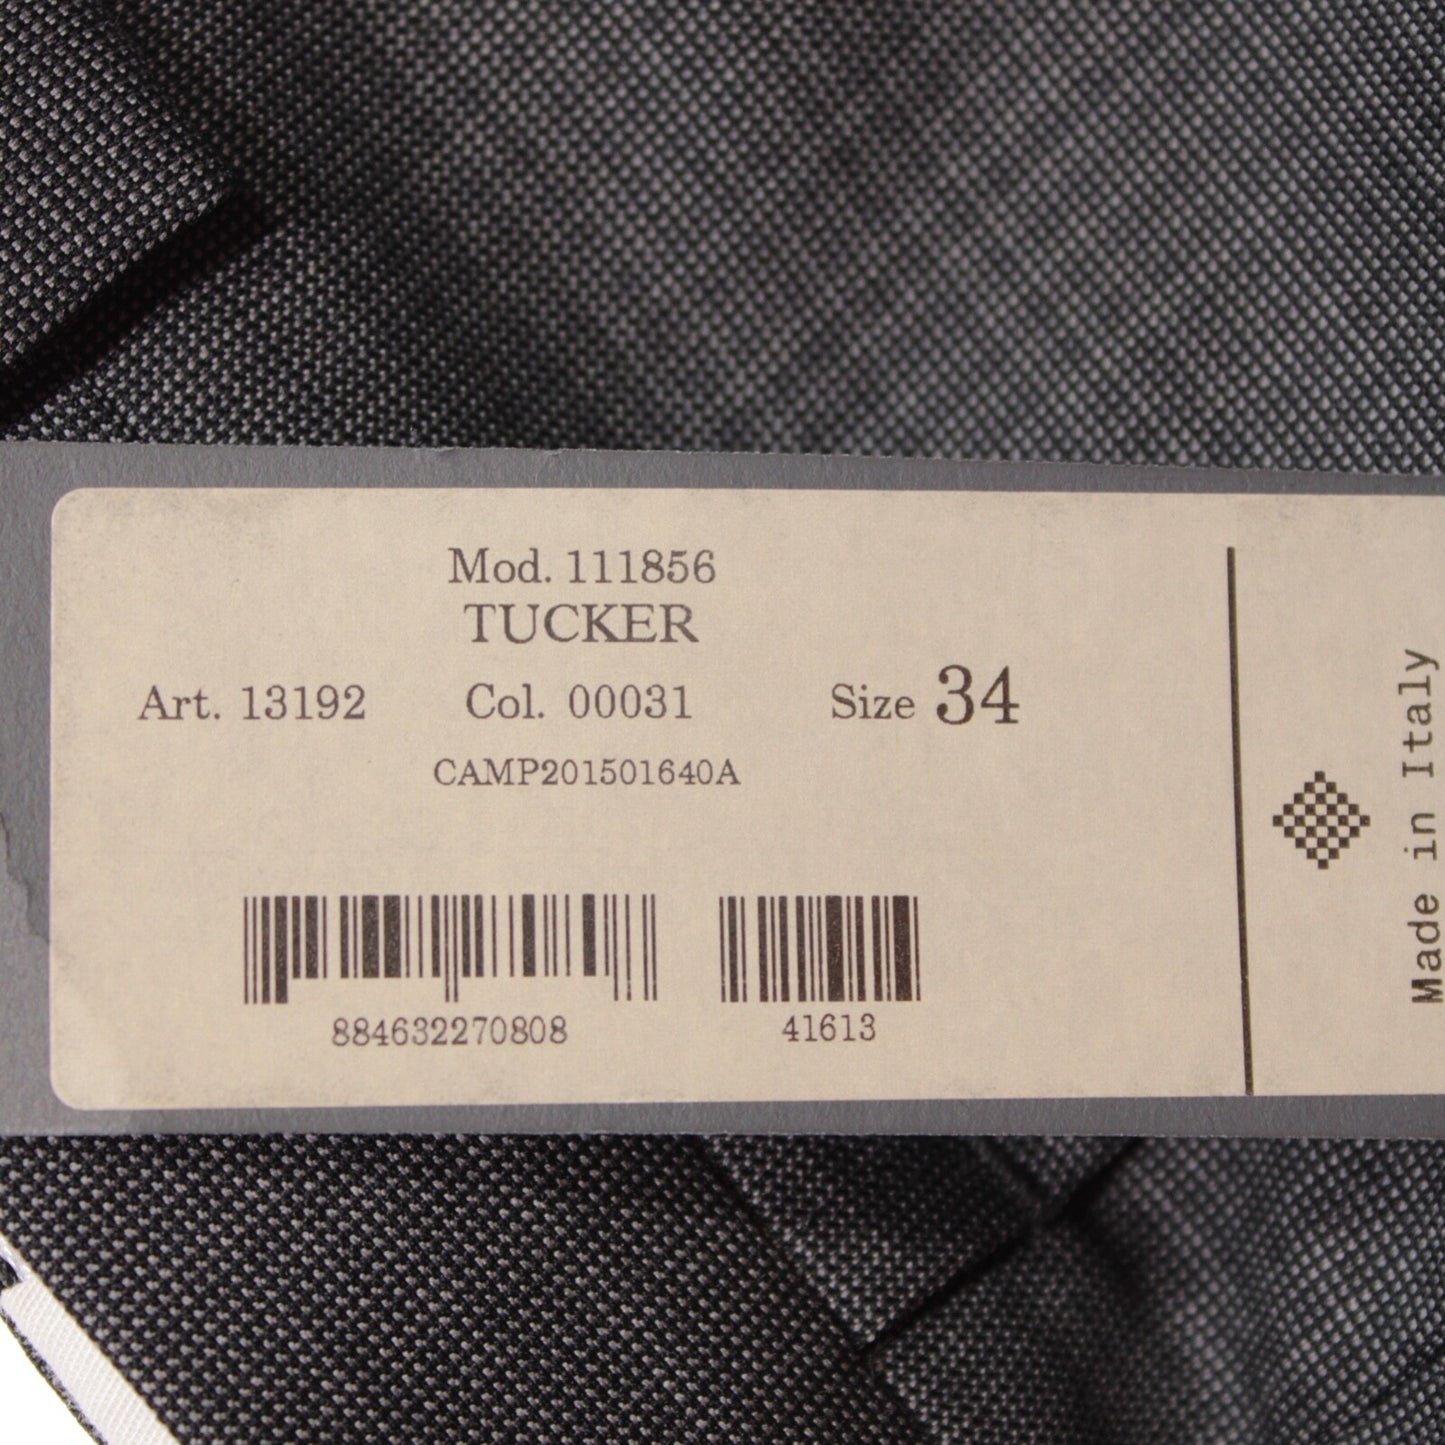 Mod. 111856
TUCKER
Art. 13192 Col. 00031 Size 34
CAMP201501640A
884632270808 41613
Made in Italy